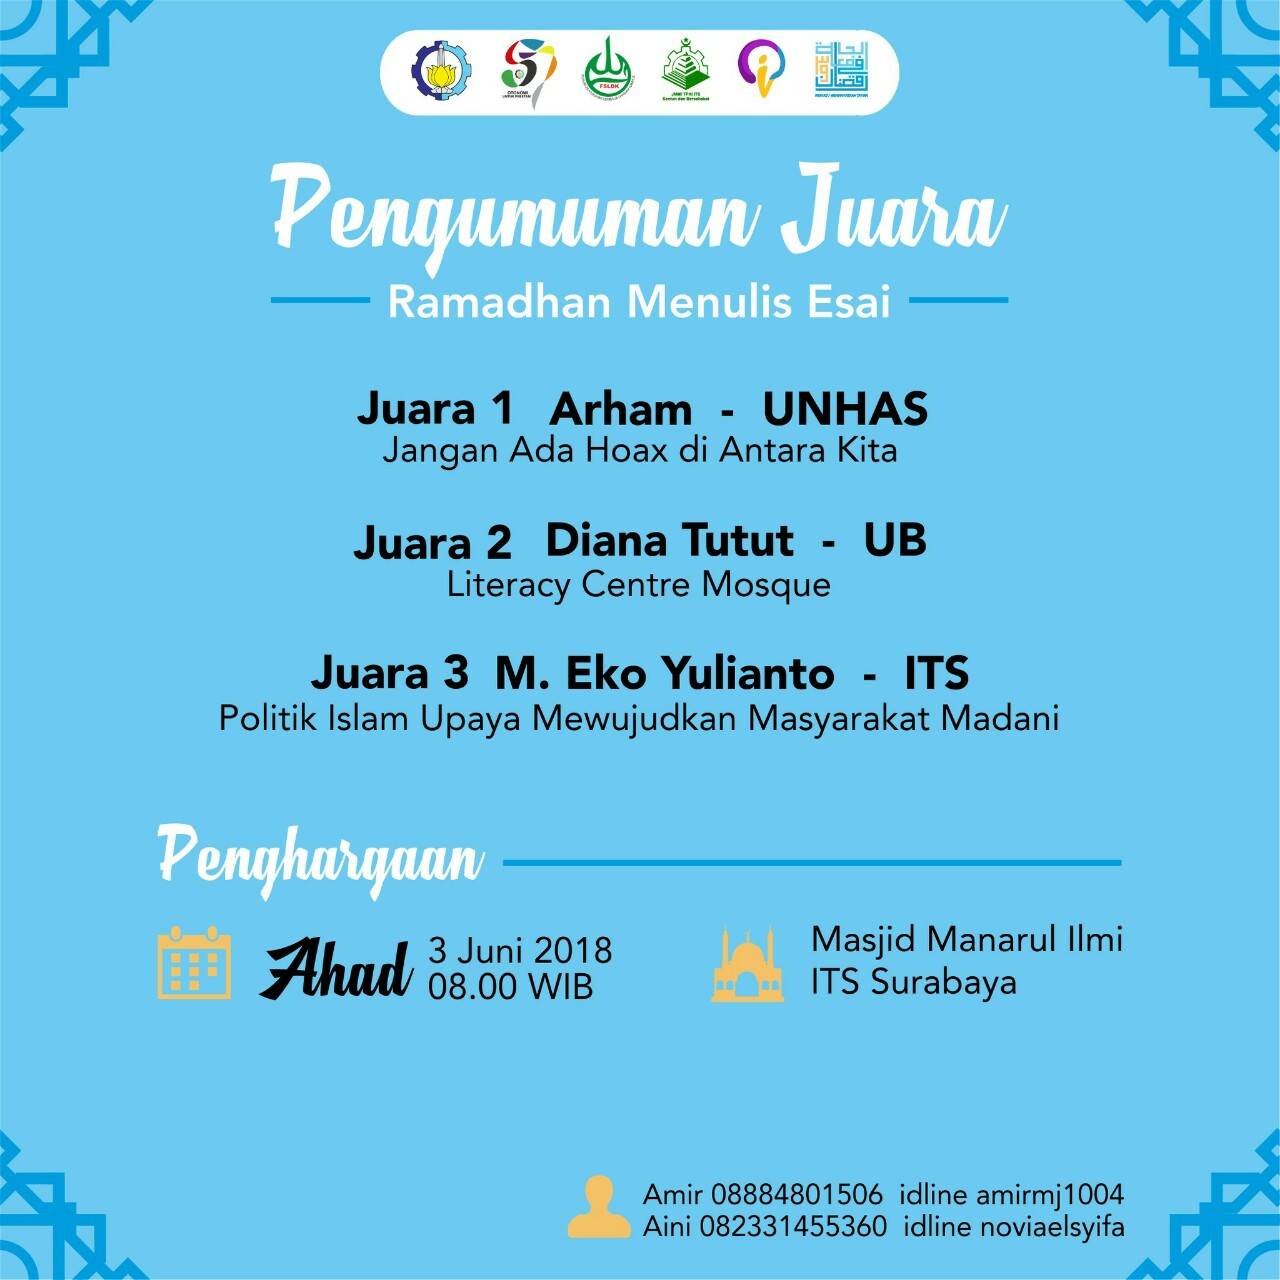 FSLDK
Pengumuman Juara
Ramadhan Menulis Esai
Juara 1 Arham - UNHAS
Jangan Ada Hoax di Antara Kita
Juara 2 Diana Tutut - UB
Literacy Centre Mosque
Juara 3 M. Eko Yulianto - ITS
Politik Islam Upaya Mewujudkan Masyarakat Madani
Penghargaan
Ahad 3 Juni 2018
08.00 WIB
Masjid Manarul Ilmi
ITS Surabaya
Amir 08884801506 idline amirmj1004
Aini 082331455360 idline noviaelsyifa